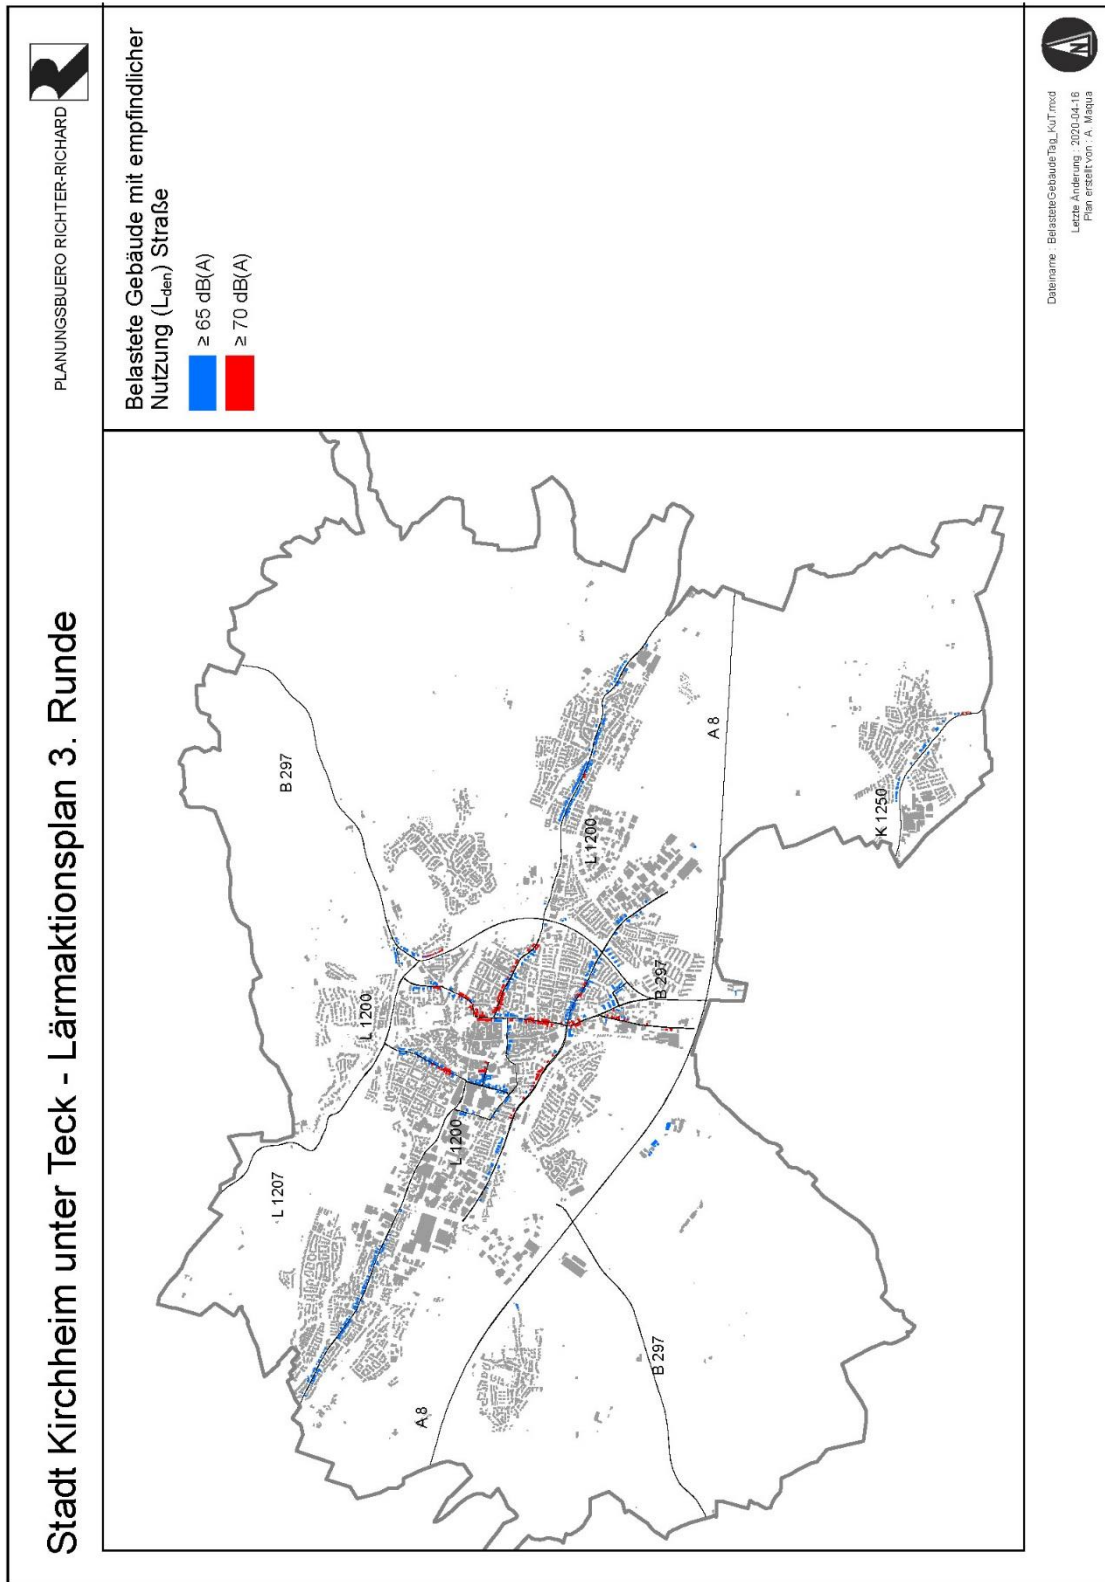 Stadt Kirchheim unter Teck - Lärmaktionsplan 3. Runde
PLANUNGSBUERO RICHTER-RICHARD
R
Belastete Gebäude mit empfindlicher
Nutzung (Lden) Straße
≥ 65 dB(A)
≥ 70 dB(A)
L 1207
B 297
L 1200
L 1200
L 1200
A 8
B 297
A 8
B 297
K 1250
N
Dateiname : BelasteteGebäudeTag_KuT.mxd
Letzte Änderung : 2020-04-16
Plan erstellt von : A. Maqua